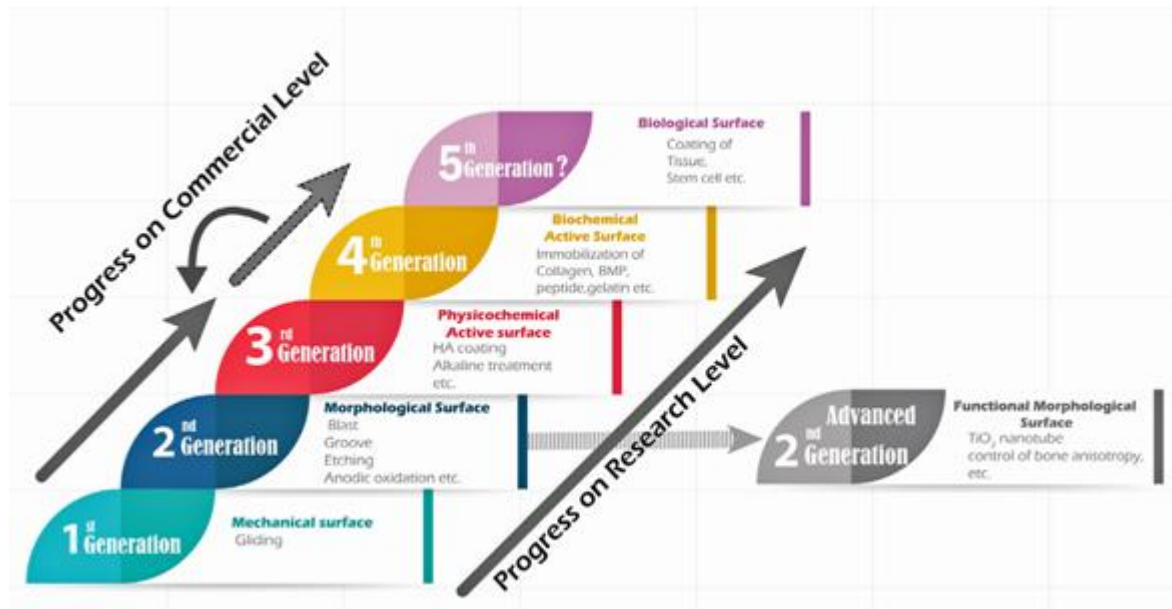 Progress on Commercial Level
5th Generation ?
Biological Surface
Coating of
Tissue,
Stem cell etc.
4th Generation
Biochemical
Active Surface
Immobilization of
Collagen, BMP,
peptide,gelatin etc.
3rd Generation
Physicochemical
Active surface
HA coating
Alkaline treatment
etc.
2nd Generation
Morphological Surface
Blast
Groove
Etching
Anodic oxidation etc.
Advanced
2nd Generation
Functional Morphological
Surface
TiO₂ nanotube
control of bone anisotropy,
etc.
1st Generation
Mechanical surface
Gliding
Progress on Research Level